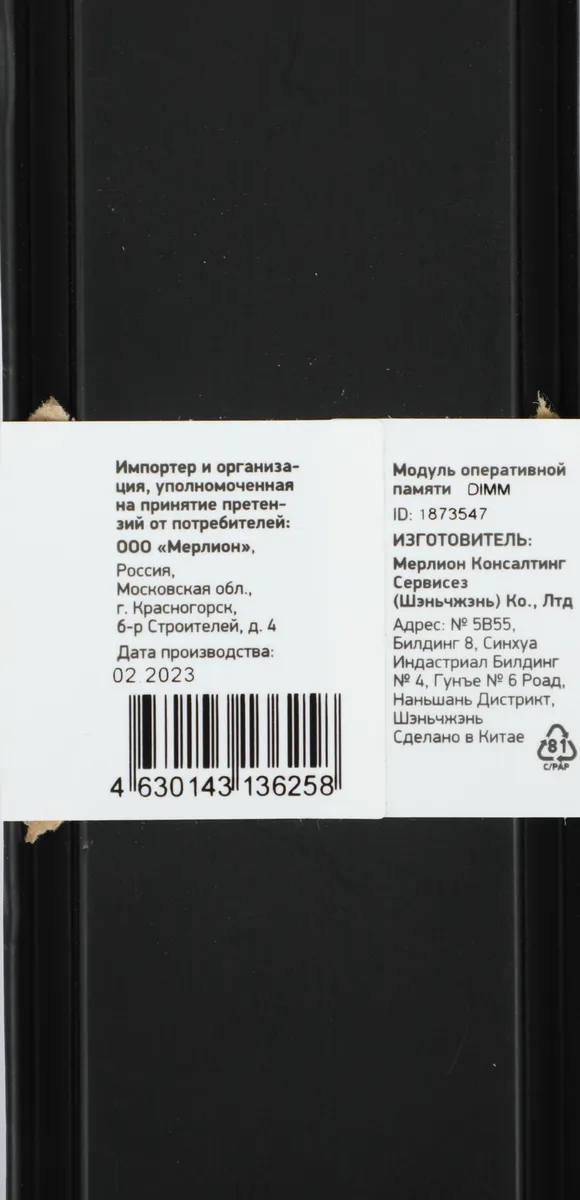 Импортер и организа-
ция, уполномоченная
на принятие претен-
зий от потребителей:
ООО «Мерлион»,
Россия,
Московская обл.,
г. Красногорск,
б-р Строителей, д. 4
Дата производства:
02 2023
4 630143 136258
Модуль оперативной
памяти DIMM
ID: 1873547
ИЗГОТОВИТЕЛЬ:
Мерлион Консалтинг
Сервисез
(Шэньчжэнь) Ко., Лтд
Адрес: № 5B55,
Билдинг 8, Синхуа
Индастриал Билдинг
№ 4, Гунъе № 6 Роад,
Наньшань Дистрикт,
Шэньчжэнь
Сделано в Китае
81
C/PAP